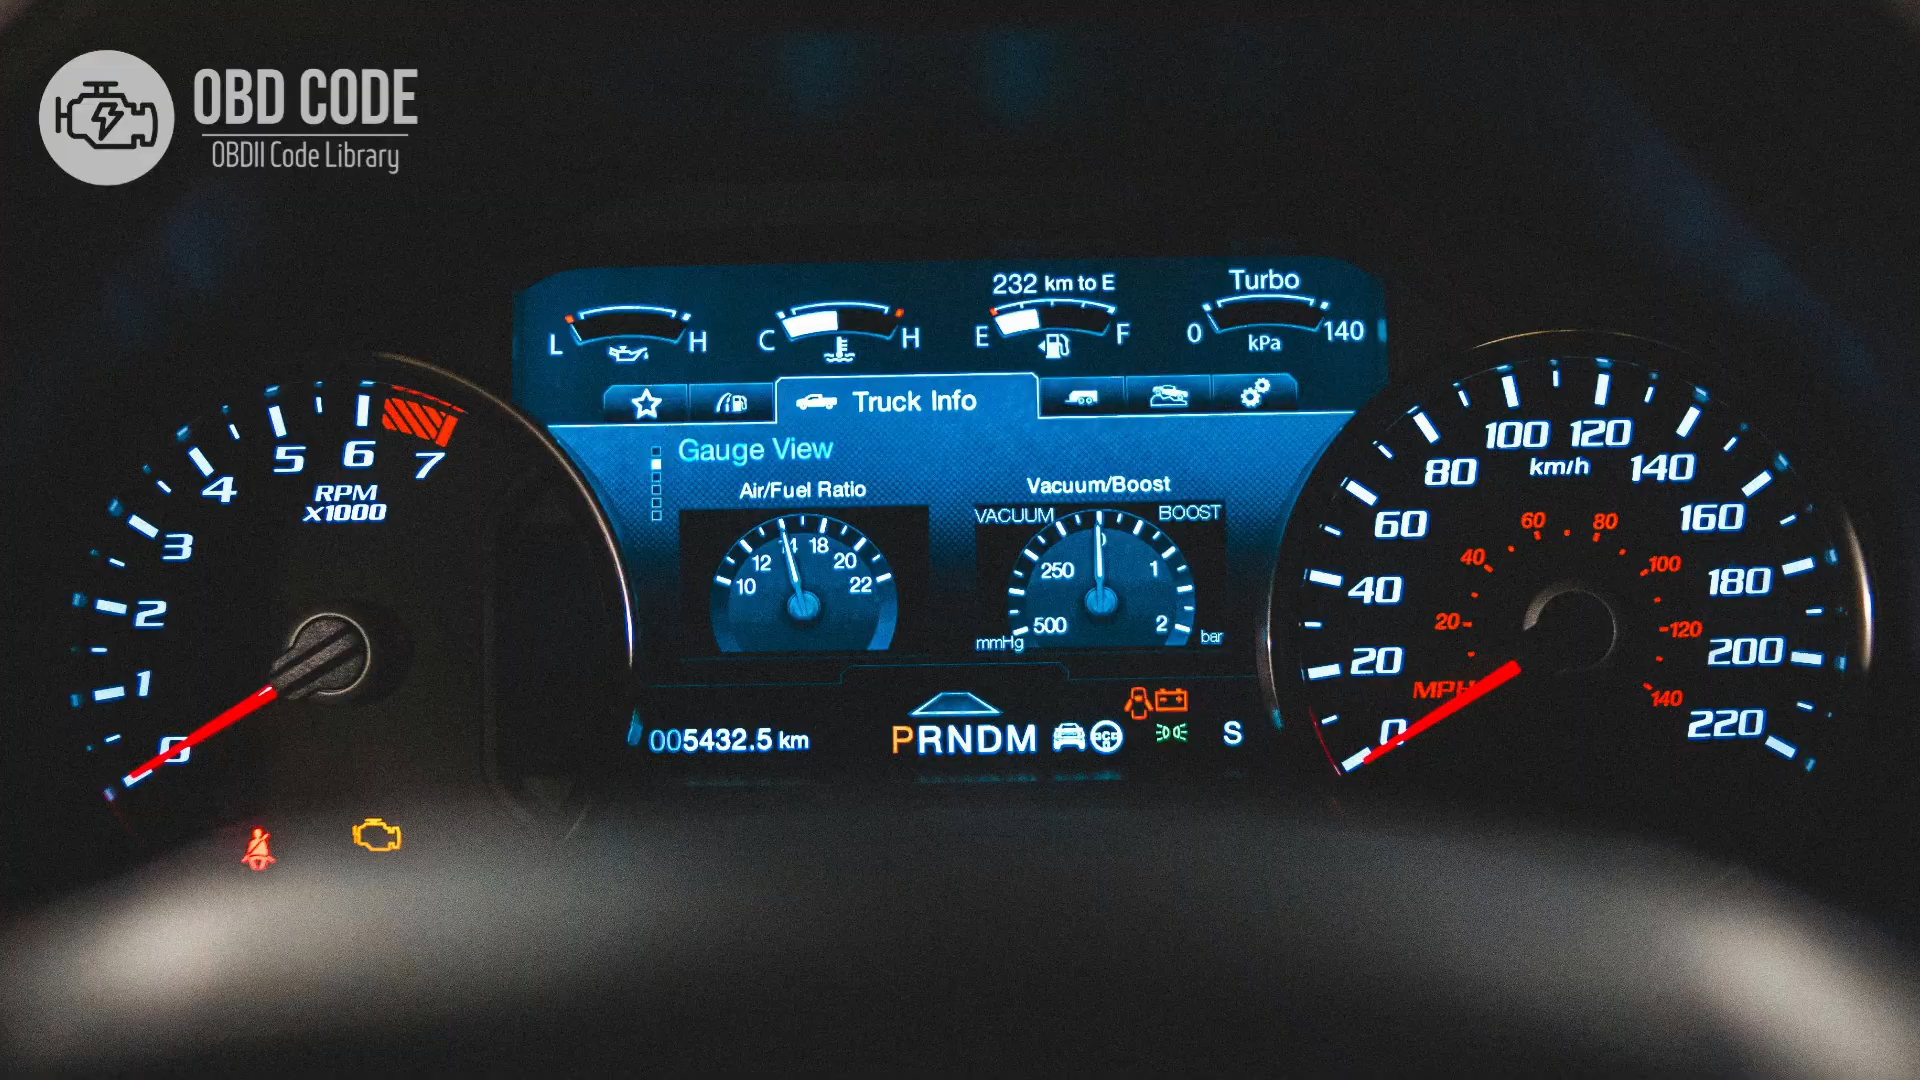 OBD CODE
OBDII Code Library
232 km to E
Turbo
L H
C H
E F
0 140
kPa
Truck Info
Gauge View
Air/Fuel Ratio
10 12 14 18 20 22
Vacuum/Boost
VACUUM BOOST
500 250 0 1 2
mmHg bar
0 1 2 3 4 5 6 7
RPM
X1000
0 20 40 60 80 100 120 140 160 180 200 220
km/h
20 40 60 80 100 120 140
MPH
005432.5 km
PRNDM
S